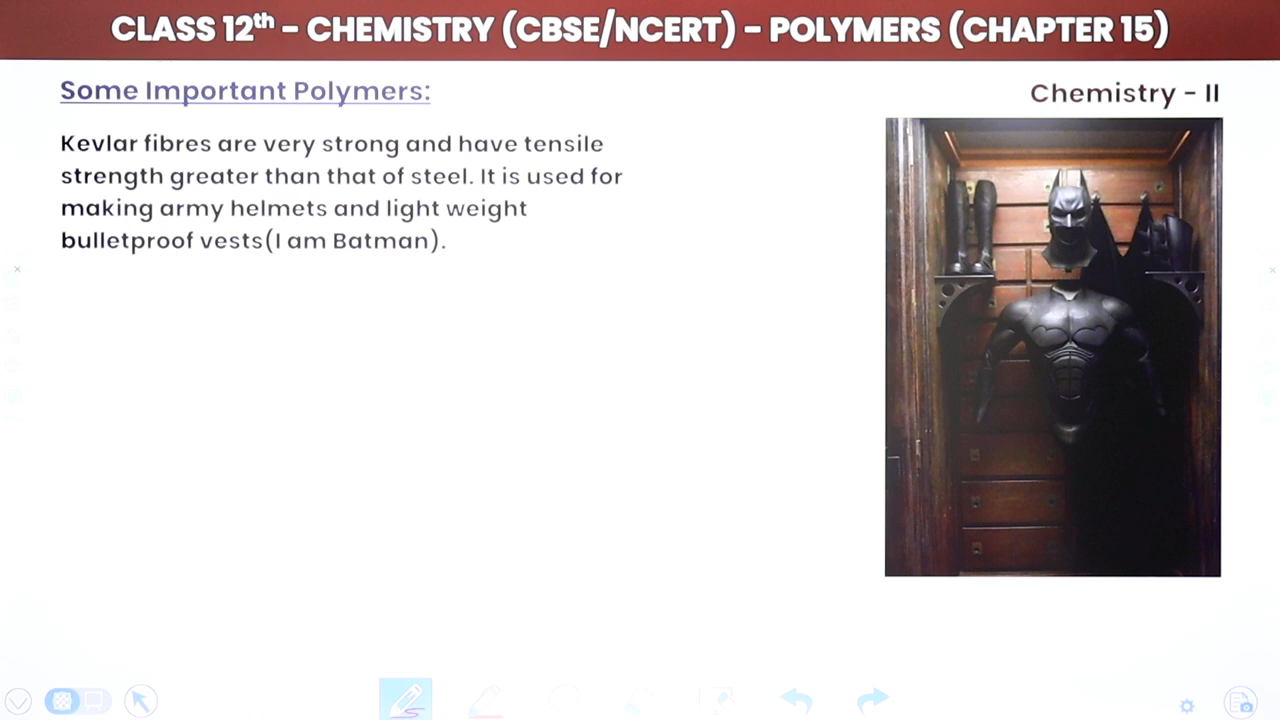 CLASS 12th – CHEMISTRY (CBSE/NCERT) – POLYMERS (CHAPTER 15)
Some Important Polymers:
Chemistry - II
Kevlar fibres are very strong and have tensile
strength greater than that of steel. It is used for
making army helmets and light weight
bulletproof vests(I am Batman).